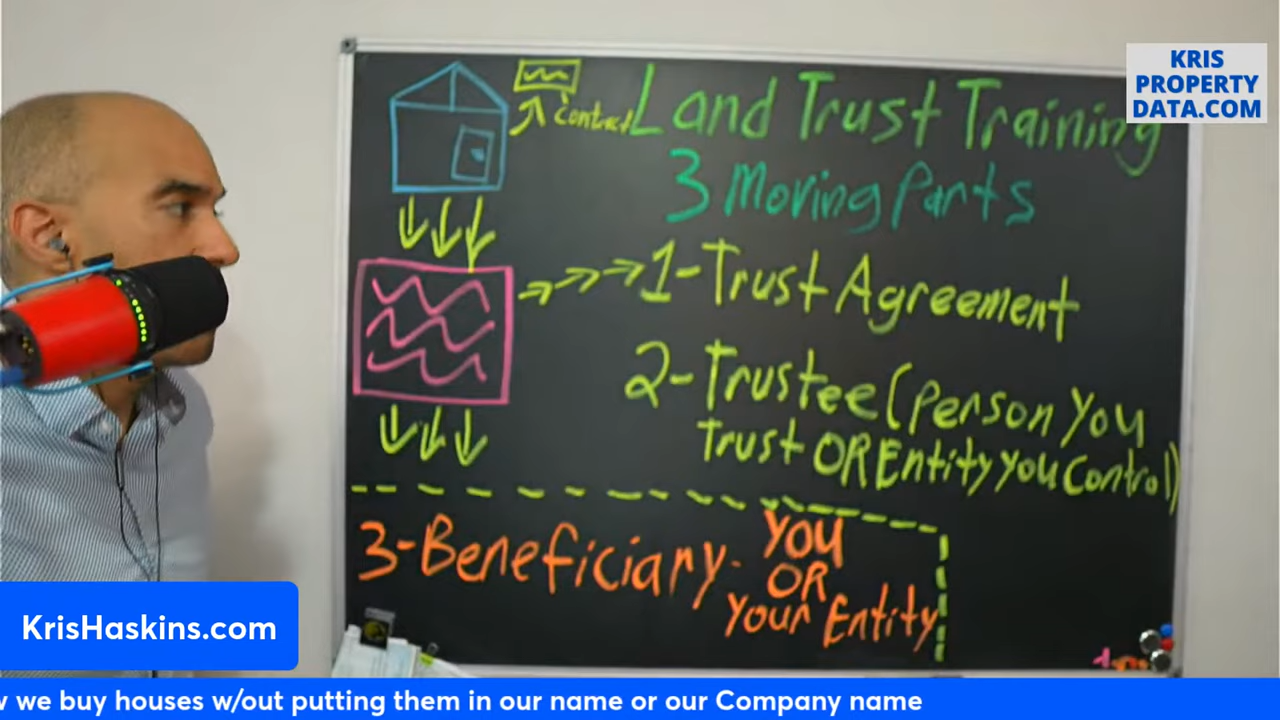 KRIS
PROPERTY
DATA.COM
Land Trust Training
contract
3 Moving Parts
1-Trust Agreement
2-Trustee (Person You
Trust OR Entity You Control)
3-Beneficiary- You
OR
Your Entity
KrisHaskins.com
we buy houses w/out putting them in our name or our Company name